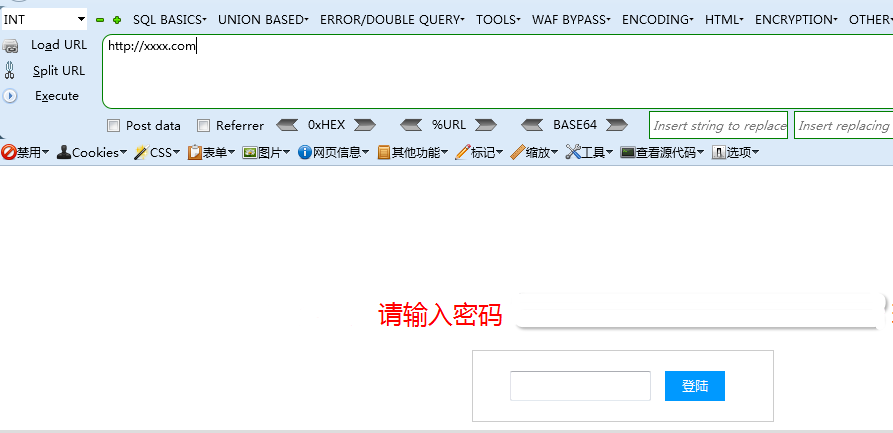 INT SQL BASICS UNION BASED ERROR/DOUBLE QUERY TOOLS WAF BYPASS ENCODING HTML ENCRYPTION OTHER
Load URL http://xxxx.com
Split URL
Execute
Post data Referrer 0xHEX %URL BASE64 Insert string to replace Insert replacing
禁用 Cookies CSS 表单 图片 网页信息 其他功能 标记 缩放 工具 查看源代码 选项
请输入密码
登陆